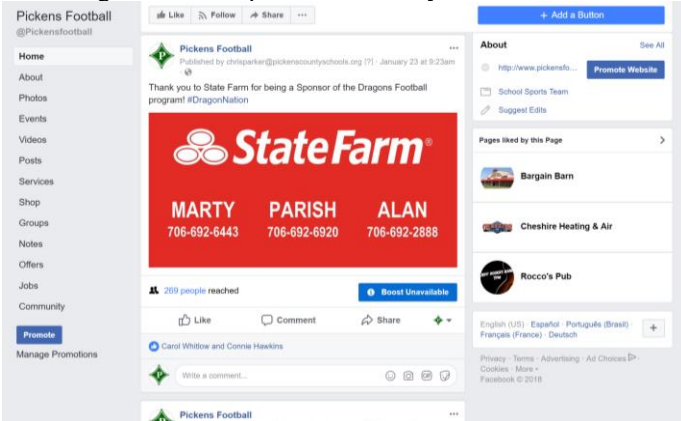 Pickens Football
@Pickensfootball
Home
About
Photos
Events
Videos
Posts
Services
Shop
Groups
Notes
Offers
Jobs
Community
Promote
Manage Promotions
Like Follow Share ...
+ Add a Button
Pickens Football
Published by chrisparker@pickenscountyschools.org [?] · January 23 at 9:23am
Thank you to State Farm for being a Sponsor of the Dragons Football
program! #DragonNation
P
State Farm®
MARTY PARISH ALAN
706-692-6443 706-692-6920 706-692-2888
269 people reached
Boost Unavailable
Like Comment Share
Carol Whitlow and Connie Hawkins
Write a comment...
GIF
Pickens Football
About See All
http://www.pickensfo...
Promote Website
School Sports Team
Suggest Edits
Pages liked by this Page
Bargain Barn
Cheshire Heating & Air
Rocco's Pub
English (US) · Español · Português (Brasil) ·
Français (France) · Deutsch
+
Privacy · Terms · Advertising · Ad Choices ·
Cookies · More
Facebook © 2018